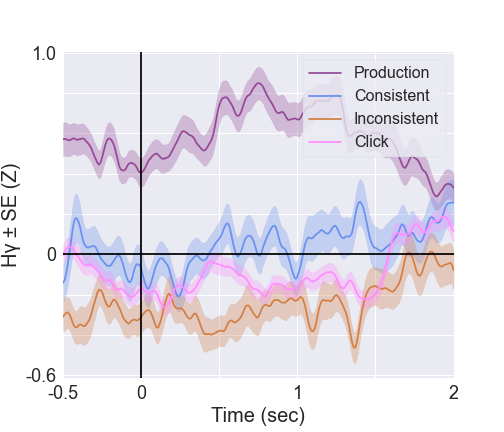 1.0
Production
Consistent
Inconsistent
Click
Hγ ± SE (Z)
0
-0.6
-0.5
0
1
2
Time (sec)